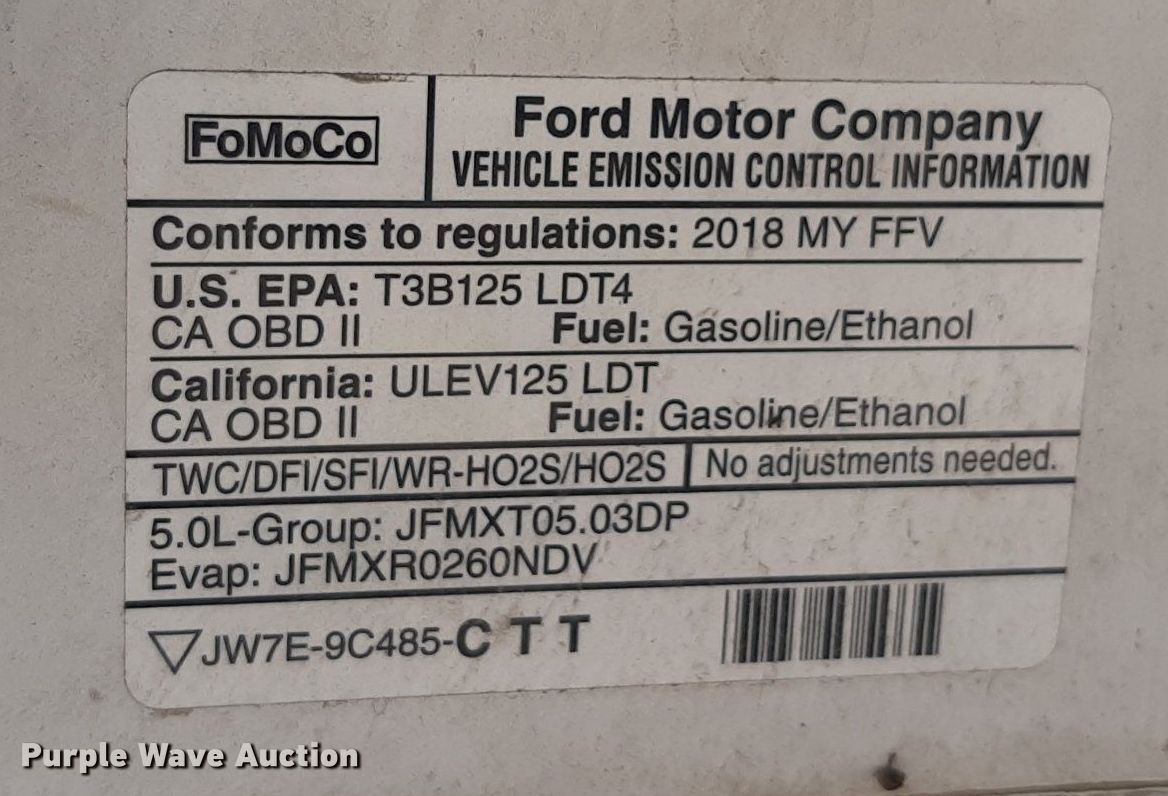 FoMoCo
Ford Motor Company
VEHICLE EMISSION CONTROL INFORMATION
Conforms to regulations: 2018 MY FFV
U.S. EPA: T3B125 LDT4
CA OBD II Fuel: Gasoline/Ethanol
California: ULEV125 LDT
CA OBD II Fuel: Gasoline/Ethanol
TWC/DFI/SFI/WR-HO2S/HO2S No adjustments needed.
5.0L-Group: JFMXT05.03DP
Evap: JFMXR0260NDV
JW7E-9C485-C T T
Purple Wave Auction